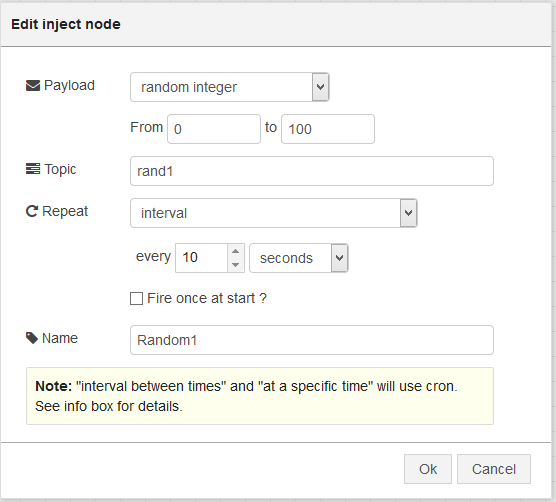 Edit inject node
Payload random integer
From 0 to 100
Topic rand1
Repeat interval
every 10 seconds
Fire once at start ?
Name Random1
Note: "interval between times" and "at a specific time" will use cron.
See info box for details.
Ok Cancel